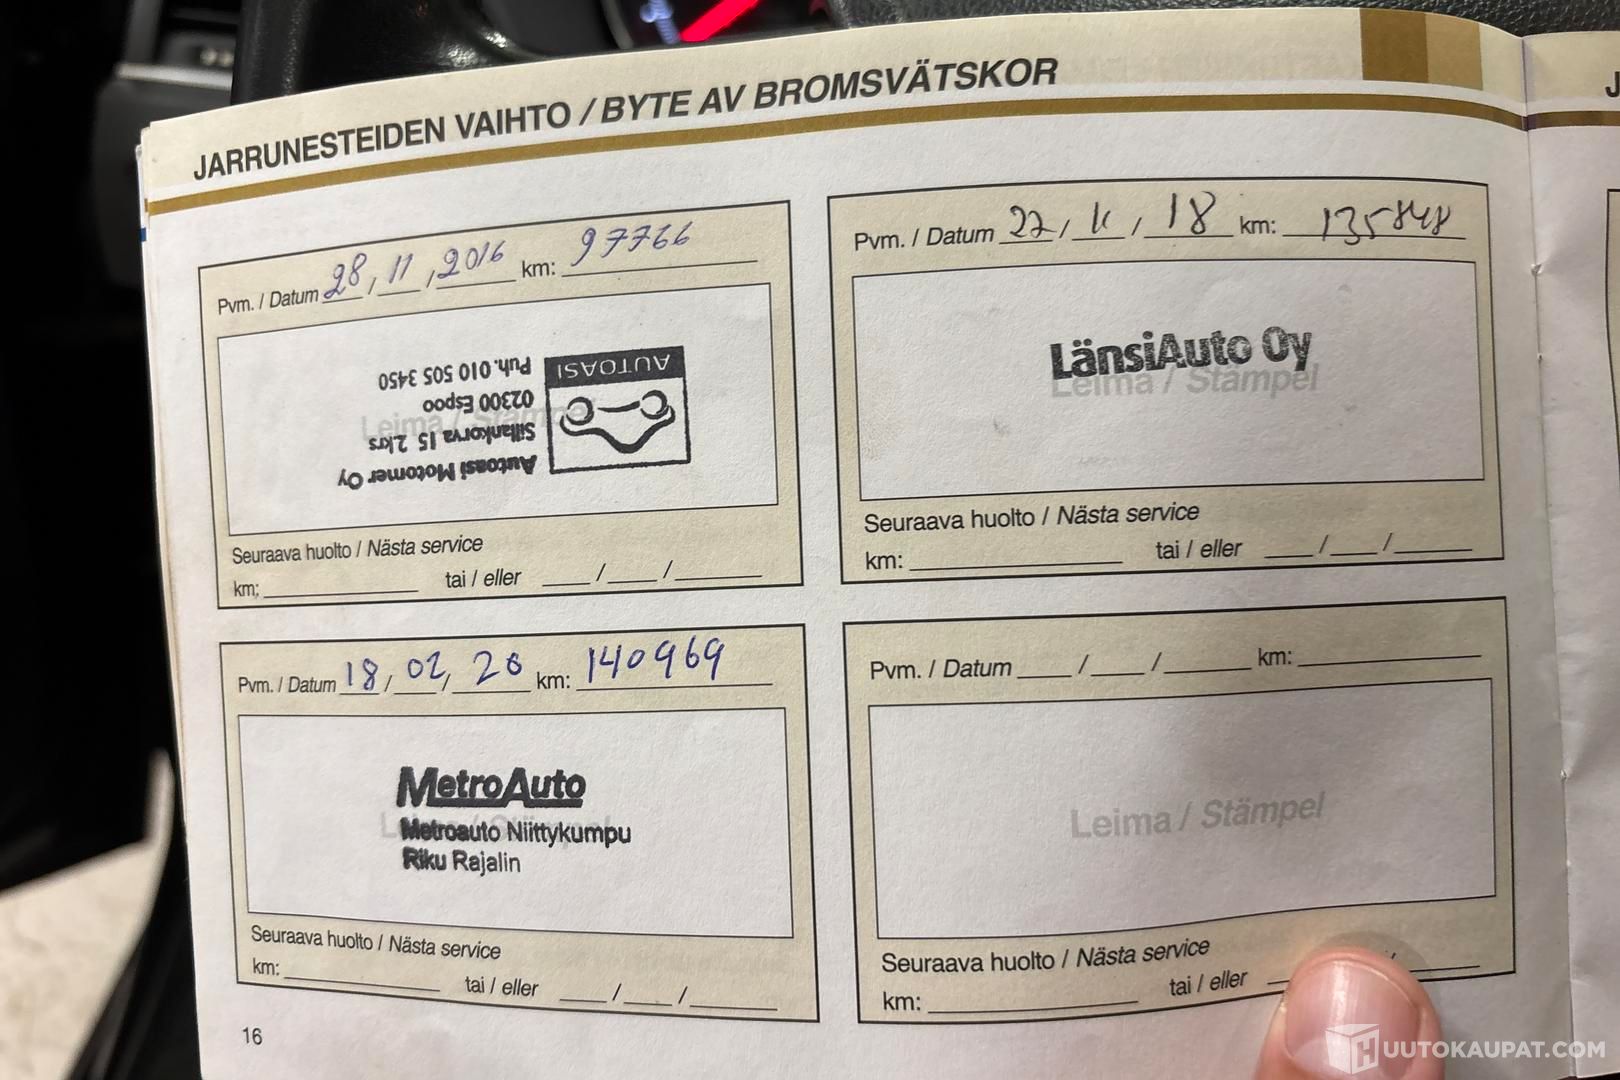 JARRUNESTEIDEN VAIHTO / BYTE AV BROMSVÄTSKOR
J
Pvm. / Datum 28 / 11 / 2016 km: 97766
AUTOASI
Autoasi Motomer Oy
Sillankorva 15 2.krs
02300 Espoo
Puh. 010 505 3450
Leima / Stämpel
Seuraava huolto / Nästa service
km: tai / eller / /
Pvm. / Datum 22 / 11 / 18 km: 135848
LänsiAuto Oy
Leima / Stämpel
Seuraava huolto / Nästa service
km: tai / eller / /
Pvm. / Datum 18 / 02 / 20 km: 140969
MetroAuto
Metroauto Niittykumpu
Riku Rajalin
Seuraava huolto / Nästa service
km: tai / eller / /
Pvm. / Datum / / km:
Leima / Stämpel
Seuraava huolto / Nästa service
km: tai / eller /
16
HUUTOKAUPAT.COM